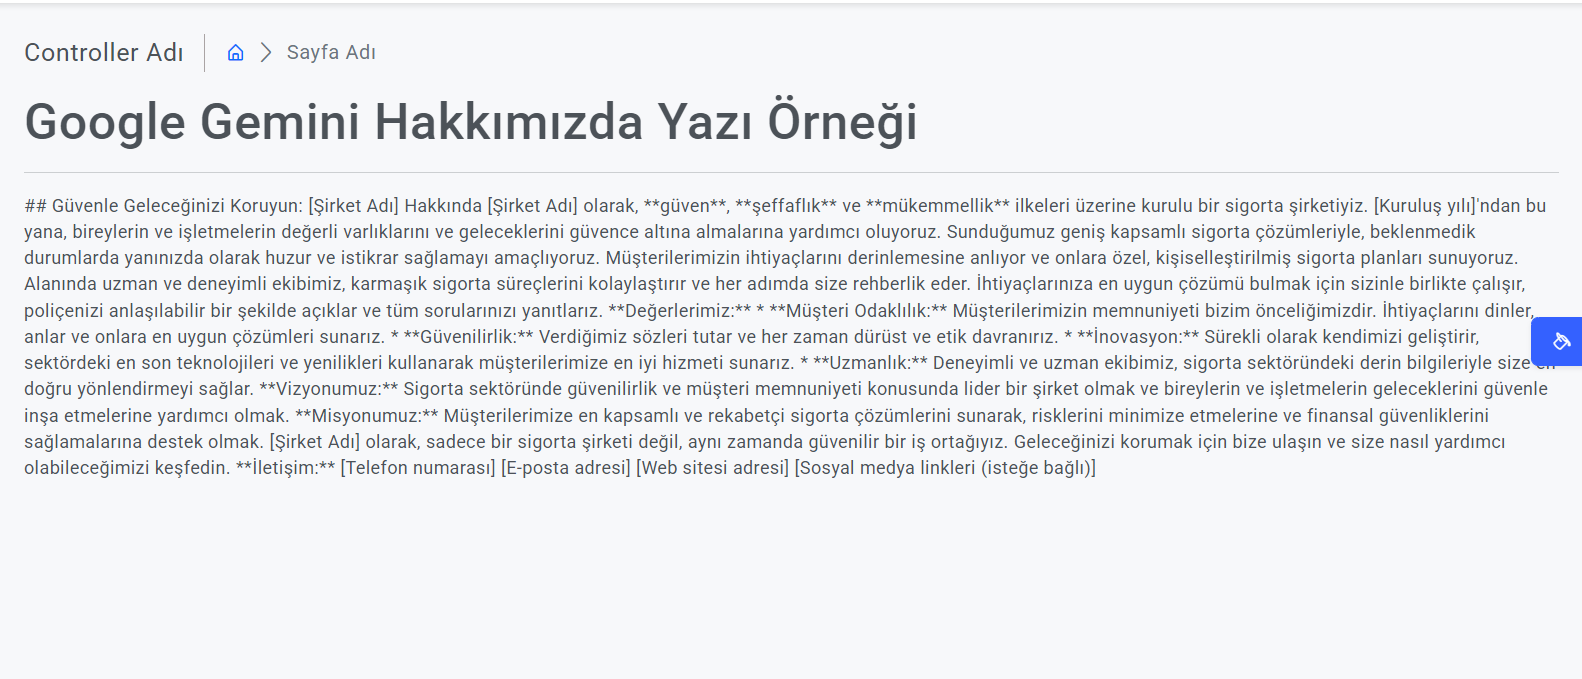 Controller Adı
Sayfa Adı
Google Gemini Hakkımızda Yazı Örneği
## Güvenle Geleceğinizi Koruyun: [Şirket Adı] Hakkında [Şirket Adı] olarak, **güven**, **şeffaflık** ve **mükemmellik** ilkeleri üzerine kurulu bir sigorta şirketiyiz. [Kuruluş yılı]'ndan bu
yana, bireylerin ve işletmelerin değerli varlıklarını ve geleceklerini güvence altına almalarına yardımcı oluyoruz. Sunduğumuz geniş kapsamlı sigorta çözümleriyle, beklenmedik
durumlarda yanınızda olarak huzur ve istikrar sağlamayı amaçlıyoruz. Müşterilerimizin ihtiyaçlarını derinlemesine anlıyor ve onlara özel, kişiselleştirilmiş sigorta planları sunuyoruz.
Alanında uzman ve deneyimli ekibimiz, karmaşık sigorta süreçlerini kolaylaştırır ve her adımda size rehberlik eder. İhtiyaçlarınıza en uygun çözümü bulmak için sizinle birlikte çalışır,
poliçenizi anlaşılabilir bir şekilde açıklar ve tüm sorularınızı yanıtlarız. **Değerlerimiz:** * **Müşteri Odaklılık:** Müşterilerimizin memnuniyeti bizim önceliğimizdir. İhtiyaçlarını dinler,
anlar ve onlara en uygun çözümleri sunarız. * **Güvenilirlik:** Verdiğimiz sözleri tutar ve her zaman dürüst ve etik davranırız. * **İnovasyon:** Sürekli olarak kendimizi geliştirir,
sektördeki en son teknolojileri ve yenilikleri kullanarak müşterilerimize en iyi hizmeti sunarız. * **Uzmanlık:** Deneyimli ve uzman ekibimiz, sigorta sektöründeki derin bilgileriyle size en
doğru yönlendirmeyi sağlar. **Vizyonumuz:** Sigorta sektöründe güvenilirlik ve müşteri memnuniyeti konusunda lider bir şirket olmak ve bireylerin ve işletmelerin geleceklerini güvenle
inşa etmelerine yardımcı olmak. **Misyonumuz:** Müşterilerimize en kapsamlı ve rekabetçi sigorta çözümlerini sunarak, risklerini minimize etmelerine ve finansal güvenliklerini
sağlamalarına destek olmak. [Şirket Adı] olarak, sadece bir sigorta şirketi değil, aynı zamanda güvenilir bir iş ortağıyız. Geleceğinizi korumak için bize ulaşın ve size nasıl yardımcı
olabileceğimizi keşfedin. **İletişim:** [Telefon numarası] [E-posta adresi] [Web sitesi adresi] [Sosyal medya linkleri (isteğe bağlı)]